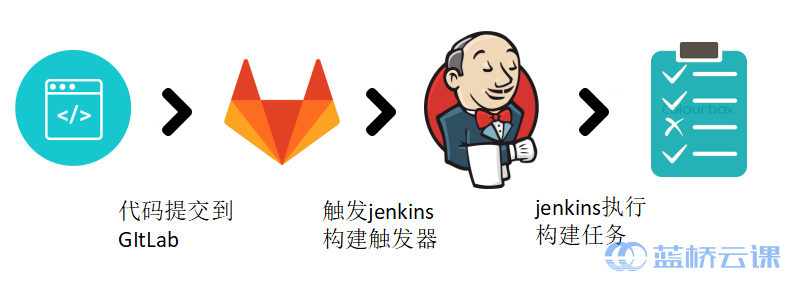 </>
colourbox
代码提交到
GItLab
触发jenkins
构建触发器
jenkins执行
构建任务
蓝桥云课